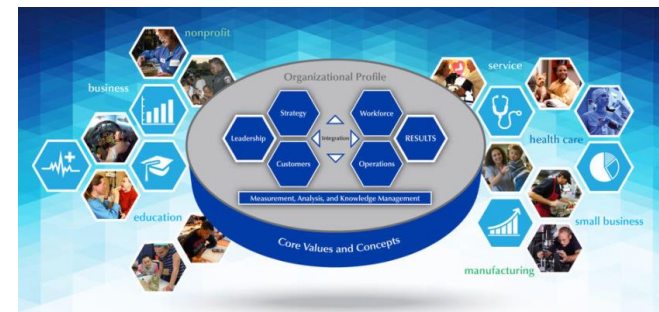 nonprofit
business
education
Organizational Profile
Strategy
Workforce
Leadership
Integration
RESULTS
Customers
Operations
Measurement, Analysis, and Knowledge Management
Core Values and Concepts
service
health care
small business
manufacturing